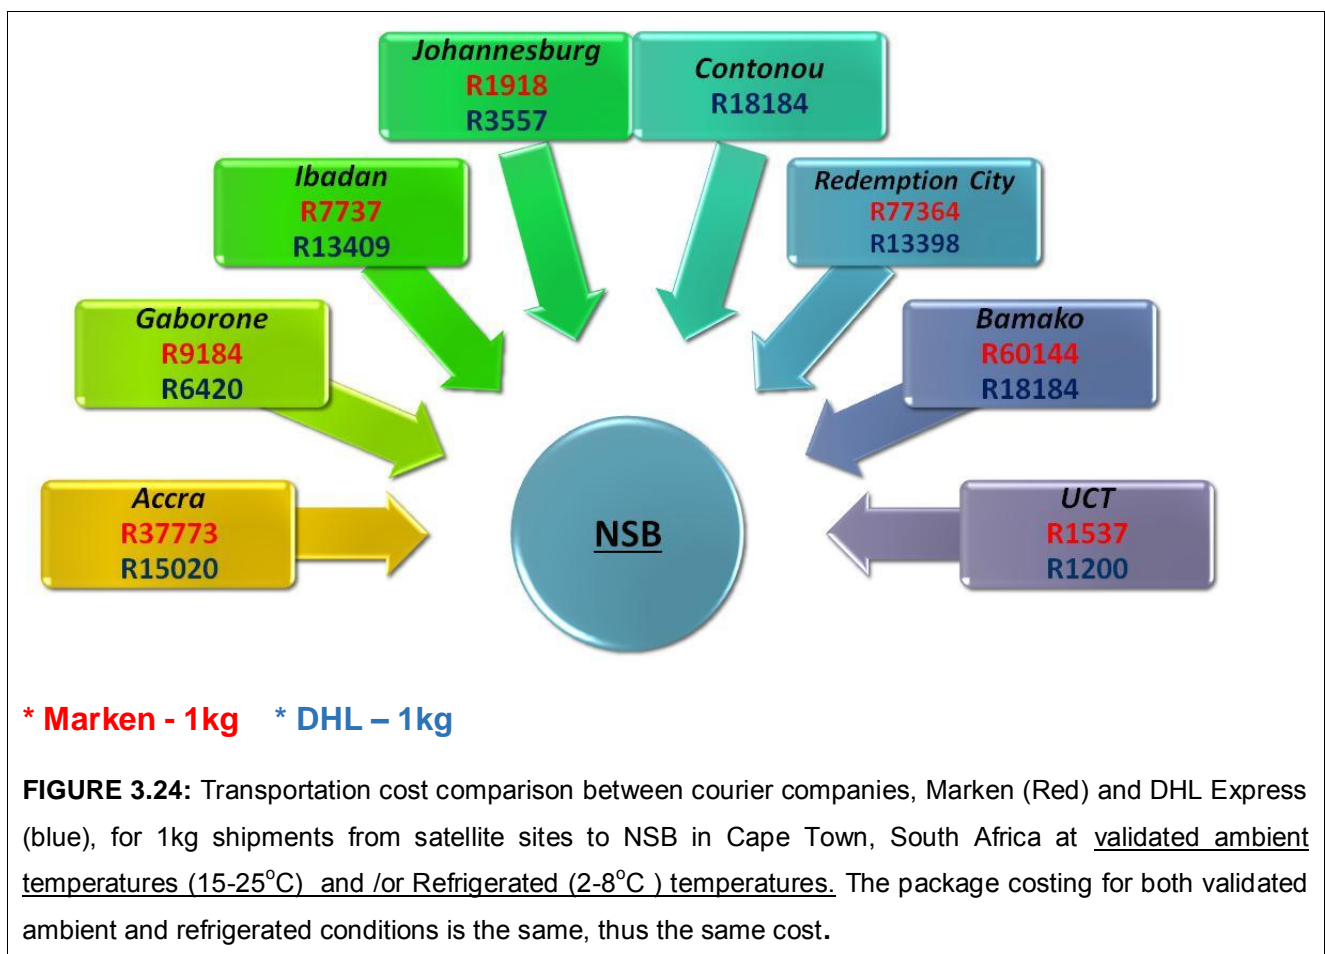 Johannesburg
R1918
R3557
Contonou
R18184
Ibadan
R7737
R13409
Redemption City
R77364
R13398
Gaborone
R9184
R6420
Bamako
R60144
R18184
Accra
R37773
R15020
NSB
UCT
R1537
R1200
* Marken - 1kg * DHL – 1kg
FIGURE 3.24: Transportation cost comparison between courier companies, Marken (Red) and DHL Express
(blue), for 1kg shipments from satellite sites to NSB in Cape Town, South Africa at validated ambient
temperatures (15-25°C) and /or Refrigerated (2-8°C ) temperatures. The package costing for both validated
ambient and refrigerated conditions is the same, thus the same cost.